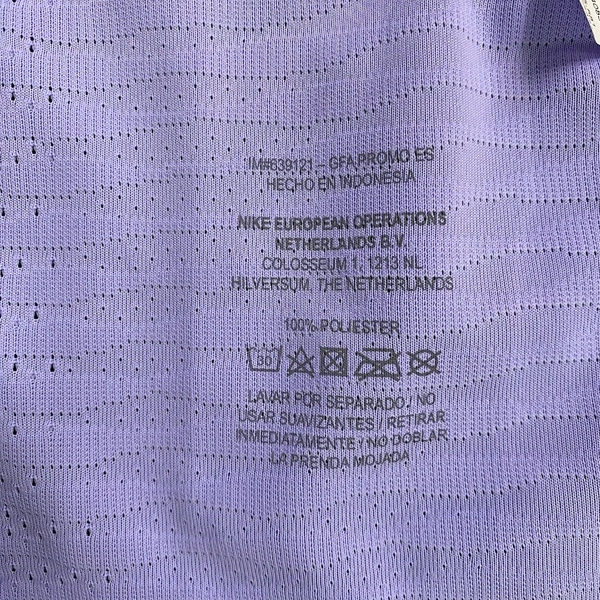 IM#639121 – GFA PROMO ES
HECHO EN INDONESIA
NIKE EUROPEAN OPERATIONS
NETHERLANDS B.V.
COLOSSEUM 1, 1213 NL
HILVERSUM, THE NETHERLANDS
100% POLIESTER
30
LAVAR POR SEPARADO / NO
USAR SUAVIZANTES / RETIRAR
INMEDIATAMENTE / NO DOBLAR
LA PRENDA MOJADA